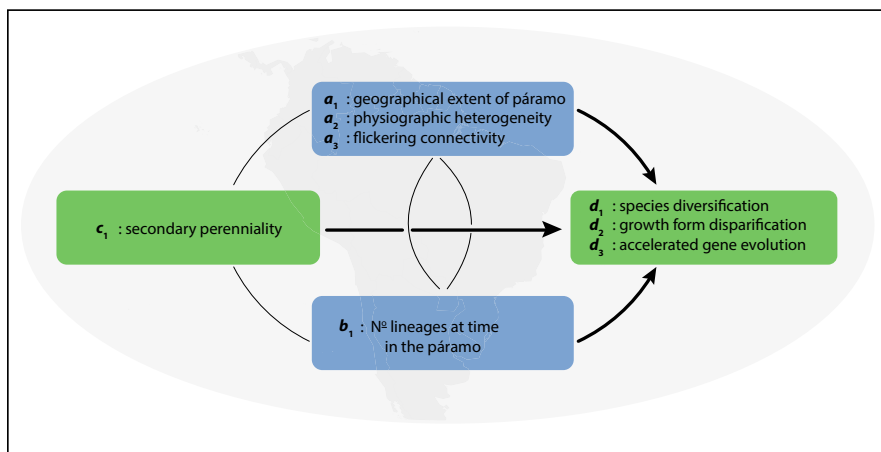 a₁ : geographical extent of páramo
a₂ : physiographic heterogeneity
a₃ : flickering connectivity
c₁ : secondary perenniality
d₁ : species diversification
d₂ : growth form disparification
d₃ : accelerated gene evolution
b₁ : Nº lineages at time
in the páramo